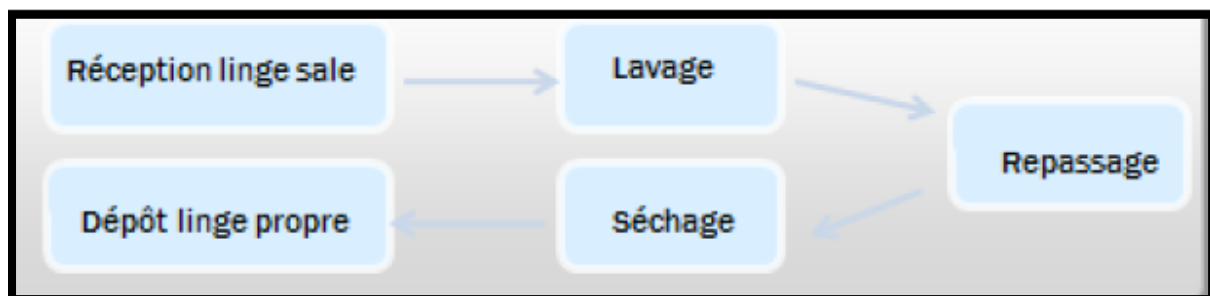 Réception linge sale
Lavage
Repassage
Séchage
Dépôt linge propre